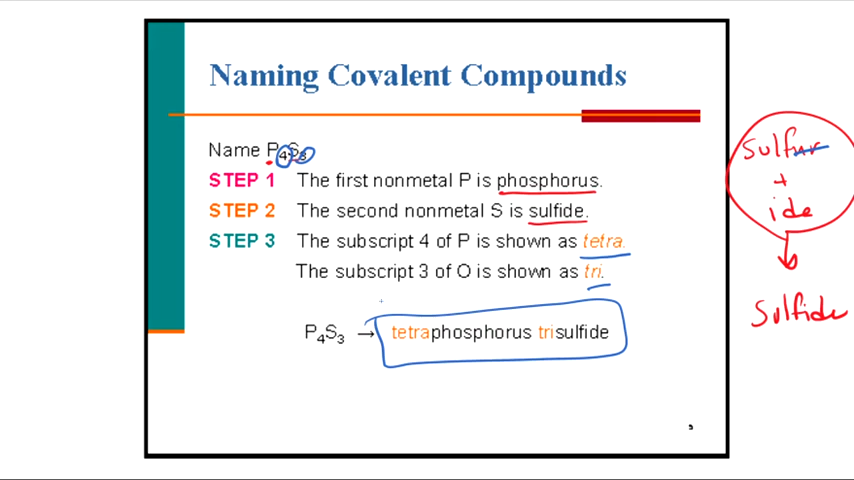 Naming Covalent Compounds
Name P₄S₃
STEP 1 The first nonmetal P is phosphorus.
STEP 2 The second nonmetal S is sulfide.
STEP 3 The subscript 4 of P is shown as tetra.
The subscript 3 of O is shown as tri.
P₄S₃ → tetraphosphorus trisulfide
sulfur
+
ide
Sulfide